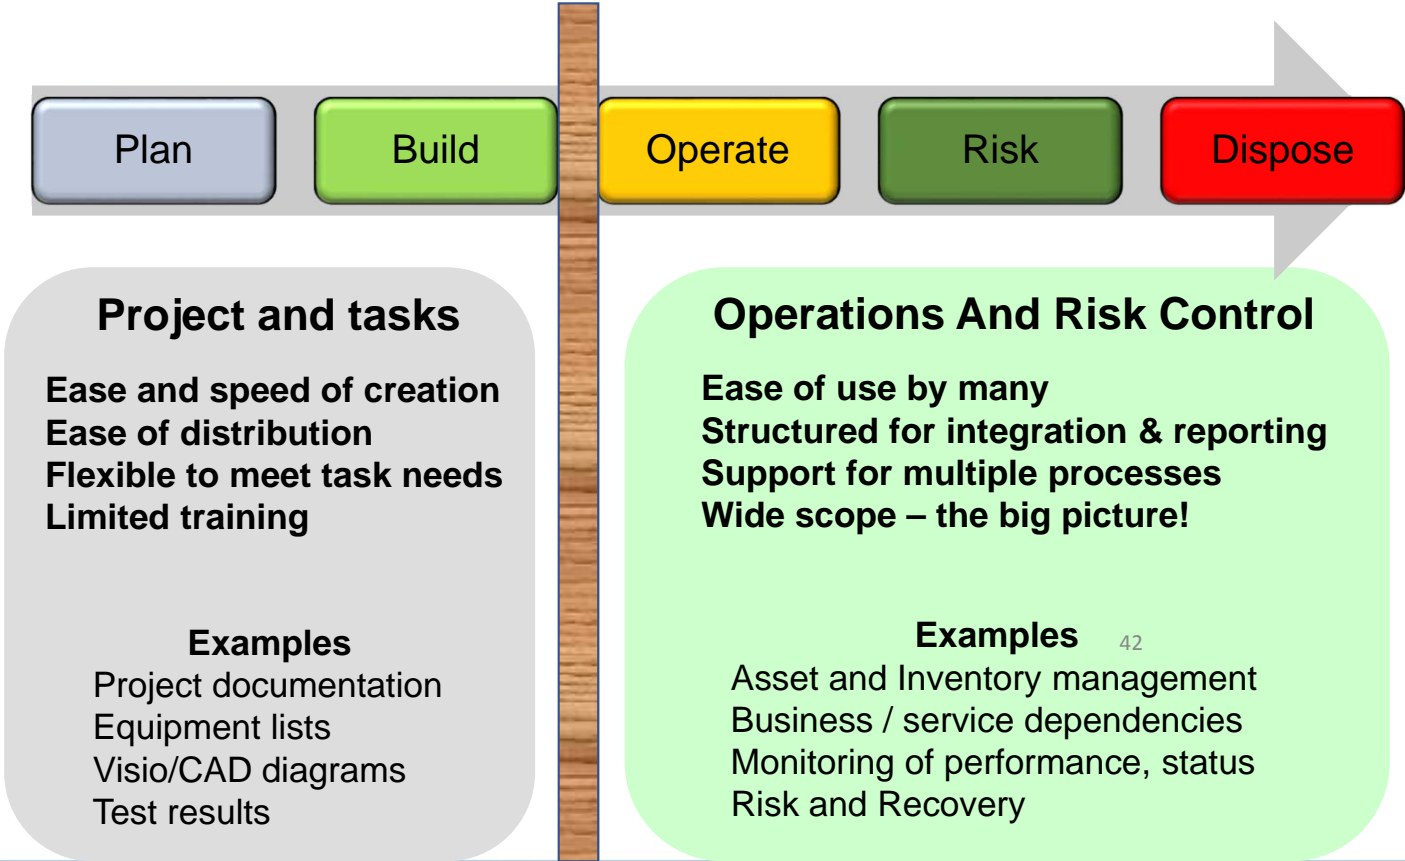 Plan
Build
Operate
Risk
Dispose
Project and tasks
Ease and speed of creation
Ease of distribution
Flexible to meet task needs
Limited training
Examples
Project documentation
Equipment lists
Visio/CAD diagrams
Test results
Operations And Risk Control
Ease of use by many
Structured for integration & reporting
Support for multiple processes
Wide scope – the big picture!
Examples
42
Asset and Inventory management
Business / service dependencies
Monitoring of performance, status
Risk and Recovery